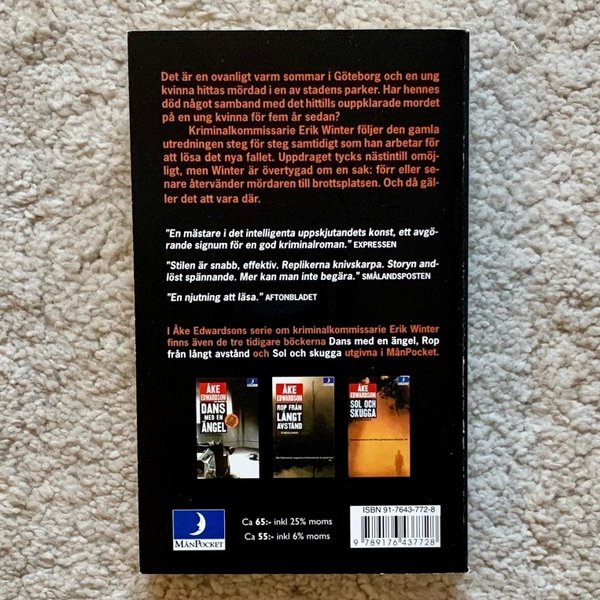 Det är en ovanligt varm sommar i Göteborg och en ung
kvinna hittas mördad i en av stadens parker. Har hennes
död något samband med det hittills ouppklarade mordet
på en ung kvinna för fem år sedan?
Kriminalkommissarie Erik Winter följer den gamla
utredningen steg för steg samtidigt som han arbetar för
att lösa det nya fallet. Uppdraget tycks nästintill omöj-
ligt, men Winter är övertygad om en sak: förr eller se-
nare återvänder mördaren till brottsplatsen. Och då gäl-
ler det att vara där.
"En mästare i det intelligenta uppskjutandets konst, ett avgö-
rande signum för en god kriminalroman." EXPRESSEN
"Stilen är snabb, effektiv. Replikerna knivskarpa. Storyn and-
löst spännande. Mer kan man inte begära." SMÅLANDSPOSTEN
"En njutning att läsa." AFTONBLADET
I Åke Edwardsons serie om kriminalkommissarie Erik Winter
finns även de tre tidigare böckerna Dans med en ängel, Rop
från långt avstånd och Sol och skugga utgivna i MånPocket.
ÅKE
EDWARDSON
DANS
MED EN
ÄNGEL
ÅKE
EDWARDSON
ROP FRÅN
LÅNGT
AVSTÅND
ÅKE
EDWARDSON
SOL OCH
SKUGGA
MÅNPOCKET
Ca 65:- inkl 25% moms
Ca 55:- inkl 6% moms
ISBN 91-7643-772-8
9 789176 437728